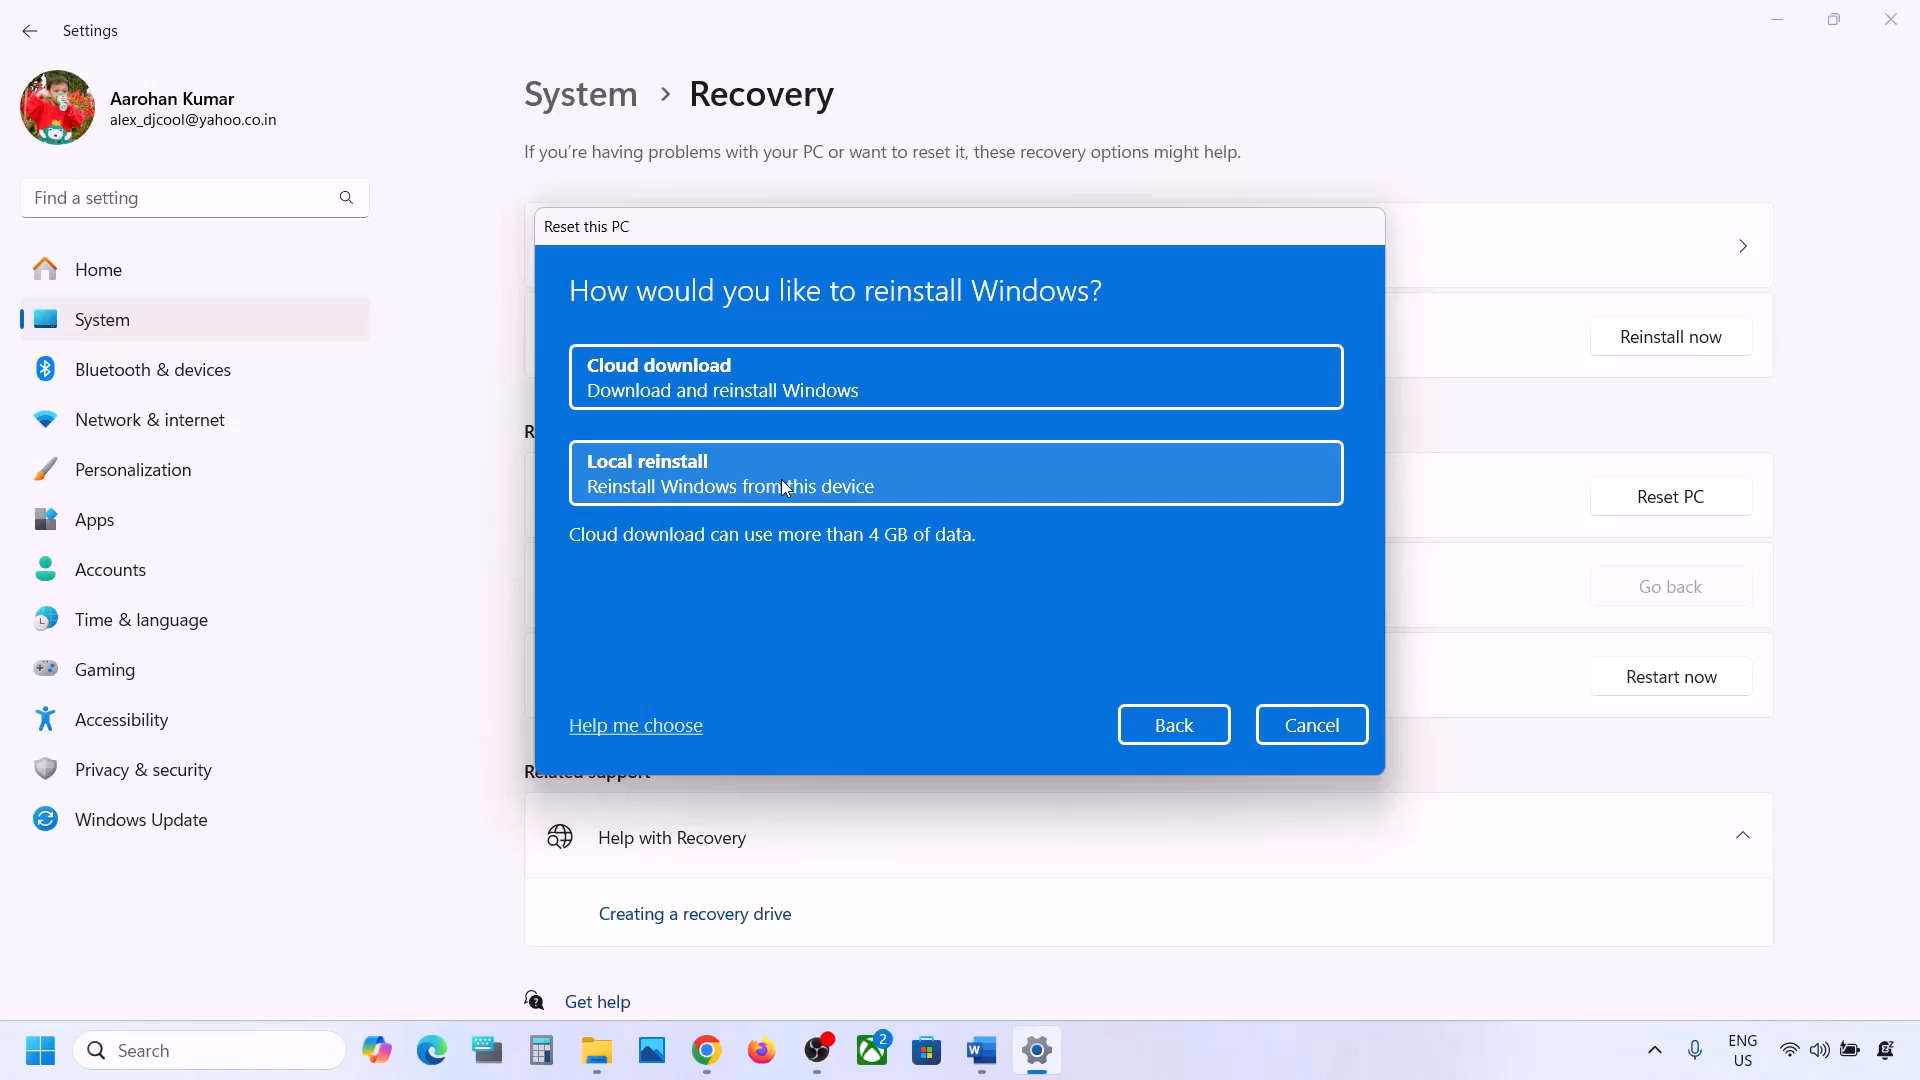 Settings
Aarohan Kumar
alex_djcool@yahoo.co.in
Find a setting
Home
System
Bluetooth & devices
Network & internet
Personalization
Apps
Accounts
Time & language
Gaming
Accessibility
Privacy & security
Windows Update
System > Recovery
If you're having problems with your PC or want to reset it, these recovery options might help.
Reinstall now
Reset PC
Go back
Restart now
Reset this PC
How would you like to reinstall Windows?
Cloud download
Download and reinstall Windows
Local reinstall
Reinstall Windows from this device
Cloud download can use more than 4 GB of data.
Help me choose
Back
Cancel
Related support
Help with Recovery
Creating a recovery drive
Get help
Search
2
ENG
US